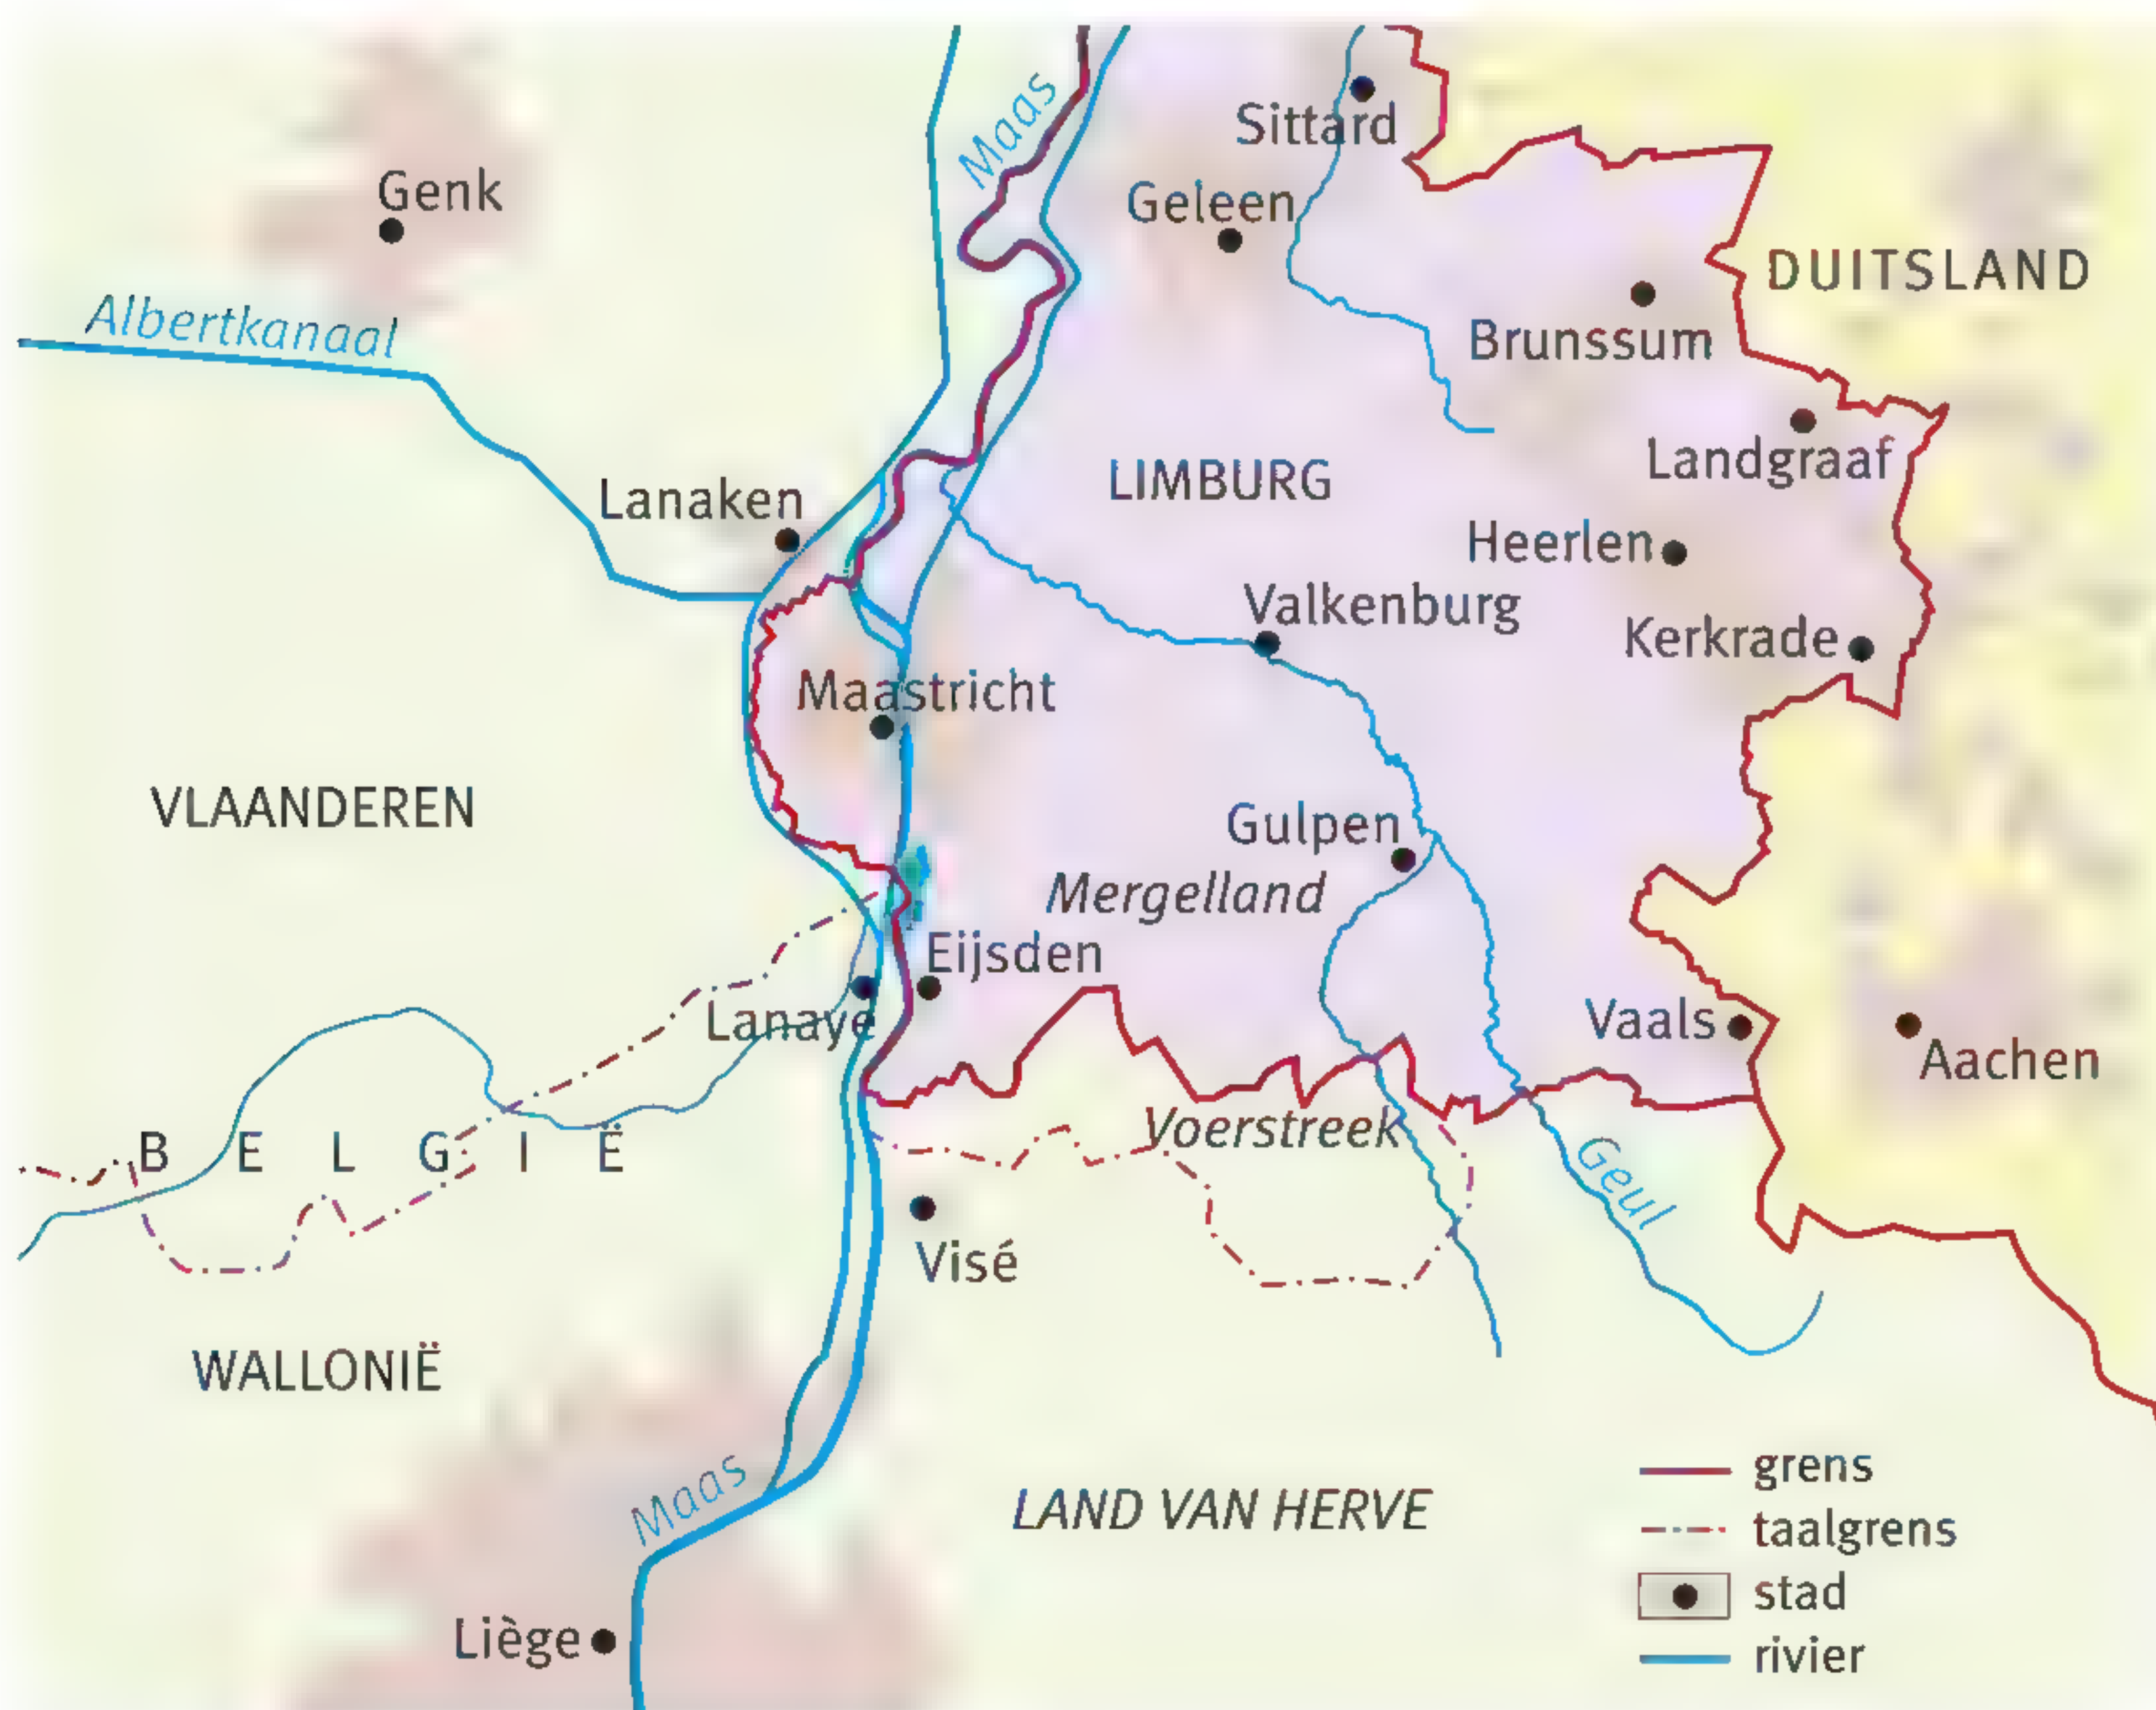 Maas
Sittard
Genk
Geleen
DUITSLAND
Albertkanaal
Brunssum
Landgraaf
LIMBURG
Lanaken
Heerlen
Valkenburg
Kerkrade
Maastricht
VLAANDEREN
Gulpen
Mergelland
Eijsden
Lanaye
Vaals
Aachen
Voerstreek
BELGIË
Geul
Visé
WALLONIË
Maas
LAND VAN HERVE
Liège
grens
taalgrens
stad
rivier